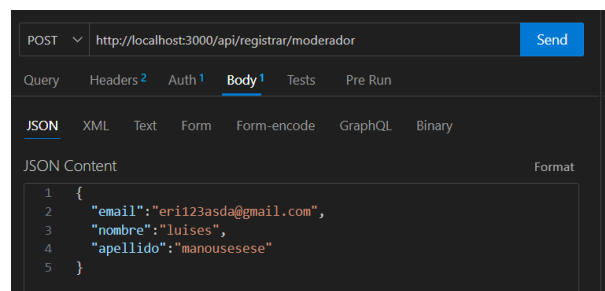 POST http://localhost:3000/api/registrar/moderador Send
Query Headers 2 Auth 1 Body 1 Tests Pre Run
JSON XML Text Form Form-encode GraphQL Binary
JSON Content Format
1 {
2 "email":"eri123asda@gmail.com",
3 "nombre":"luises",
4 "apellido":"manousesese"
5 }